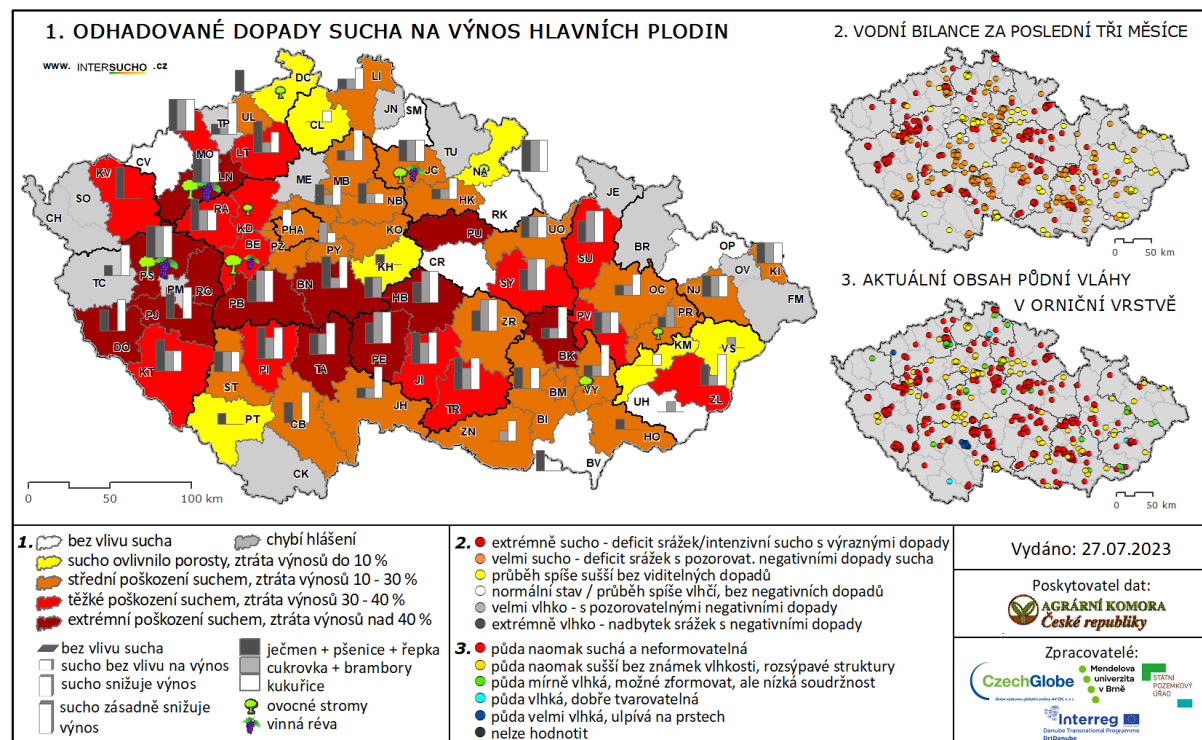 1. ODHADOVANÉ DOPADY SUCHA NA VÝNOS HLAVNÍCH PLODIN
www. INTERSUCHO .cz
DC
LI
JN
SM
UL
TP
CL
TU
MO
LT
CV
NA
KV
LN
ME
MB
JC
SO
JE
RA
NB
HK
CH
KD
PHA
KO
RK
BE
PZ
PU
UO
PY
SU
BR
OP
PS
KH
CR
OV
KI
TC
PM
RO
BN
SY
OC
NJ
PB
HB
FM
PJ
PV
PR
ZR
DO
PE
BK
KM
VS
KT
PI
TA
JI
ST
VY
ZL
JH
TR
BM
UH
PT
CB
BI
ZN
HO
BV
CK
0 50 100 km
2. VODNÍ BILANCE ZA POSLEDNÍ TŘI MĚSÍCE
0 50 km
3. AKTUÁLNÍ OBSAH PŮDNÍ VLÁHY
V ORNIČNÍ VRSTVĚ
0 50 km
1. bez vlivu sucha
chybí hlášení
sucho ovlivnilo porosty, ztráta výnosů do 10 %
střední poškození suchem, ztráta výnosů 10 - 30 %
těžké poškození suchem, ztráta výnosů 30 - 40 %
extrémní poškození suchem, ztráta výnosů nad 40 %
bez vlivu sucha
sucho bez vlivu na výnos
sucho snižuje výnos
sucho zásadně snižuje
výnos
ječmen + pšenice + řepka
cukrovka + brambory
kukuřice
ovocné stromy
vinná réva
2. extrémně sucho - deficit srážek/intenzivní sucho s výraznými dopady
velmi sucho - deficit srážek s pozorovat. negativními dopady sucha
průběh spíše sušší bez viditelných dopadů
normální stav / průběh spíše vlhčí, bez negativních dopadů
velmi vlhko - s pozorovatelnými negativními dopady
extrémně vlhko - nadbytek srážek s negativními dopady
3. půda naomak suchá a neformovatelná
půda naomak sušší bez známek vlhkosti, rozsýpavé struktury
půda mírně vlhká, možné zformovat, ale nízká soudržnost
půda vlhká, dobře tvarovatelná
půda velmi vlhká, ulpívá na prstech
nelze hodnotit
Vydáno: 27.07.2023
Poskytovatel dat:
AGRÁRNÍ KOMORA
České republiky
Zpracovatelé:
CzechGlobe
Mendelova
univerzita
v Brně
STÁTNÍ
POZEMKOVÝ
ÚŘAD
Interreg
Danube Transnational Programme
DriDanube